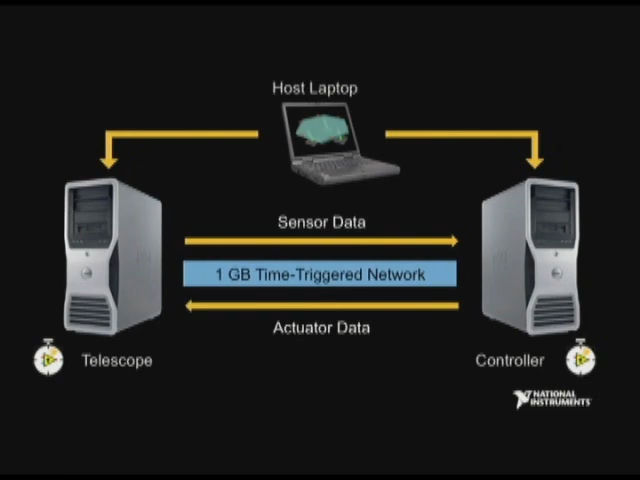 Host Laptop
Sensor Data
1 GB Time-Triggered Network
Actuator Data
Telescope
Controller
NATIONAL
INSTRUMENTS